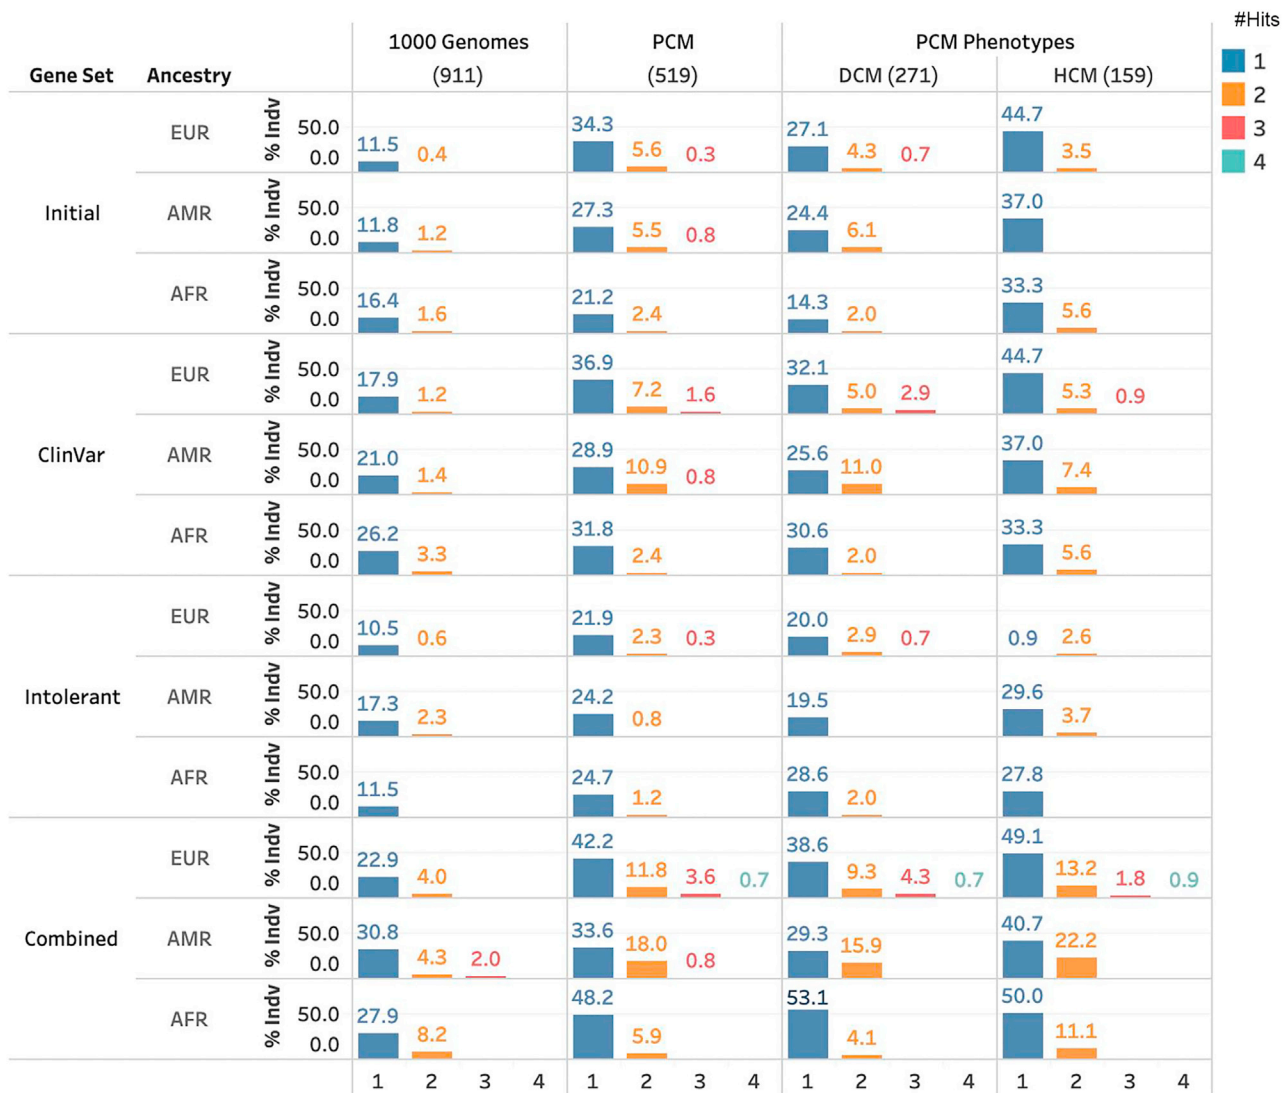 #Hits
1000 Genomes PCM PCM Phenotypes
Gene Set Ancestry (911) (519) DCM (271) HCM (159)
1
2
3
4
Initial
EUR % Indv 50.0 0.0 11.5 0.4 34.3 5.6 0.3 27.1 4.3 0.7 44.7 3.5
AMR % Indv 50.0 0.0 11.8 1.2 27.3 5.5 0.8 24.4 6.1 37.0
AFR % Indv 50.0 0.0 16.4 1.6 21.2 2.4 14.3 2.0 33.3 5.6
ClinVar
EUR % Indv 50.0 0.0 17.9 1.2 36.9 7.2 1.6 32.1 5.0 2.9 44.7 5.3 0.9
AMR % Indv 50.0 0.0 21.0 1.4 28.9 10.9 0.8 25.6 11.0 37.0 7.4
AFR % Indv 50.0 0.0 26.2 3.3 31.8 2.4 30.6 2.0 33.3 5.6
Intolerant
EUR % Indv 50.0 0.0 10.5 0.6 21.9 2.3 0.3 20.0 2.9 0.7 0.9 2.6
AMR % Indv 50.0 0.0 17.3 2.3 24.2 0.8 19.5 29.6 3.7
AFR % Indv 50.0 0.0 11.5 24.7 1.2 28.6 2.0 27.8
Combined
EUR % Indv 50.0 0.0 22.9 4.0 42.2 11.8 3.6 0.7 38.6 9.3 4.3 0.7 49.1 13.2 1.8 0.9
AMR % Indv 50.0 0.0 30.8 4.3 2.0 33.6 18.0 0.8 29.3 15.9 40.7 22.2
AFR % Indv 50.0 0.0 27.9 8.2 48.2 5.9 53.1 4.1 50.0 11.1
1 2 3 4 1 2 3 4 1 2 3 4 1 2 3 4